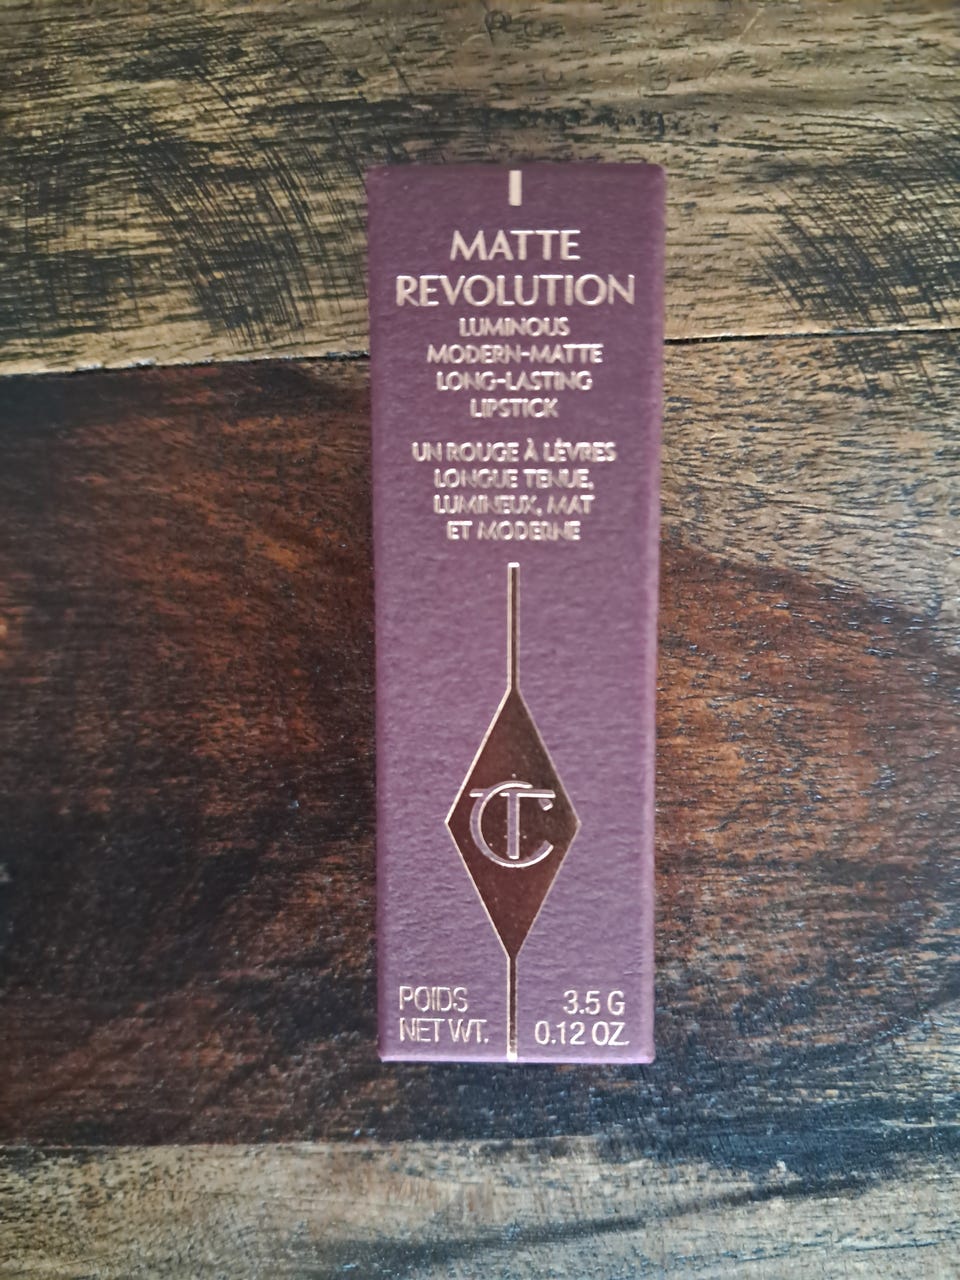 MATTE
REVOLUTION
LUMINOUS
MODERN-MATTE
LONG-LASTING
LIPSTICK
UN ROUGE À LÈVRES
LONGUE TENUE,
LUMINEUX, MAT
ET MODERNE
CT
POIDS 3.5 G
NET WT. 0.12 OZ.